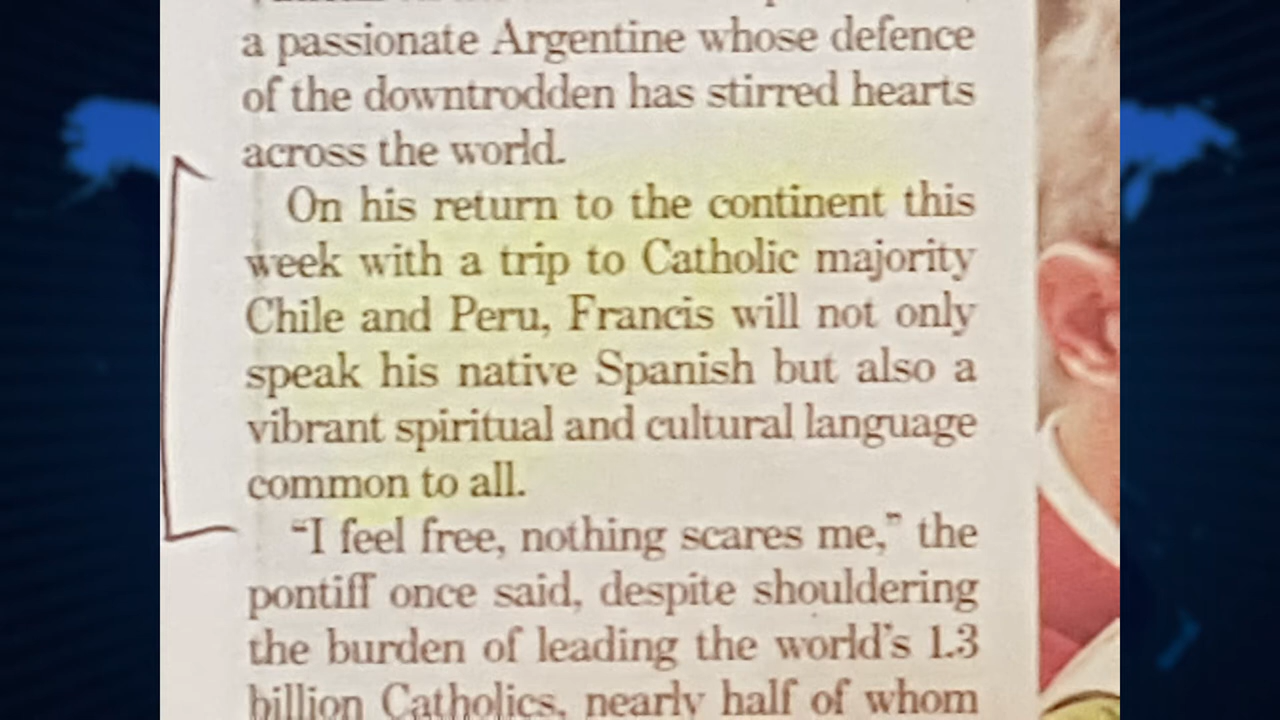 a passionate Argentine whose defence
of the downtrodden has stirred hearts
across the world.
On his return to the continent this
week with a trip to Catholic majority
Chile and Peru, Francis will not only
speak his native Spanish but also a
vibrant spiritual and cultural language
common to all.
“I feel free, nothing scares me,” the
pontiff once said, despite shouldering
the burden of leading the world’s 1.3
billion Catholics, nearly half of whom